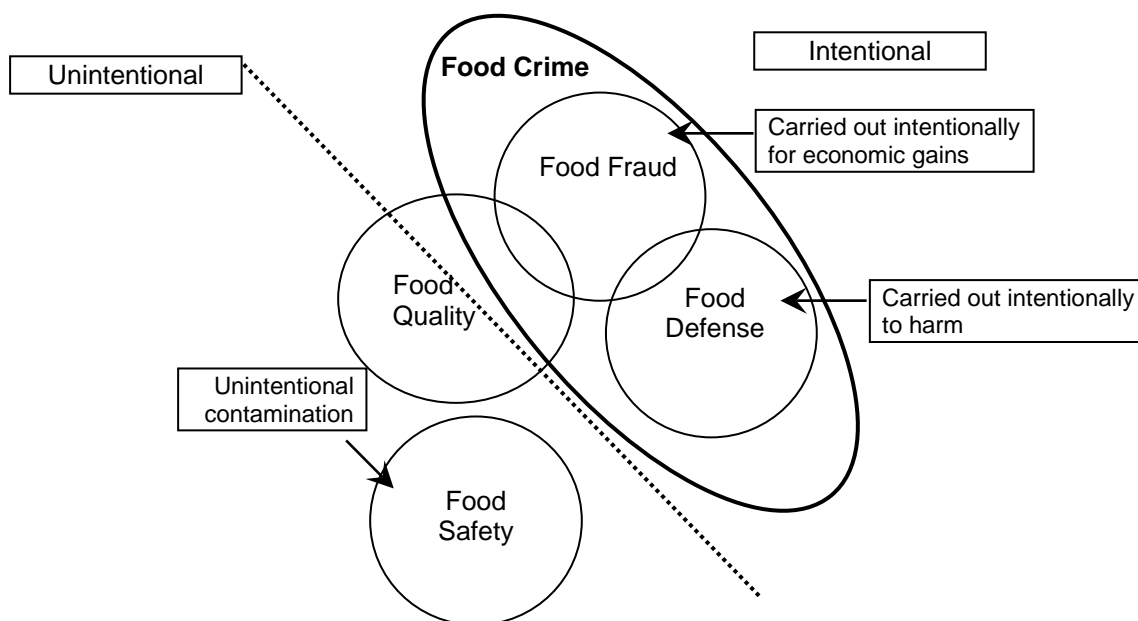 Unintentional
Food Crime
Intentional
Carried out intentionally
for economic gains
Food Fraud
Food
Quality
Food
Defense
Carried out intentionally
to harm
Unintentional
contamination
Food
Safety